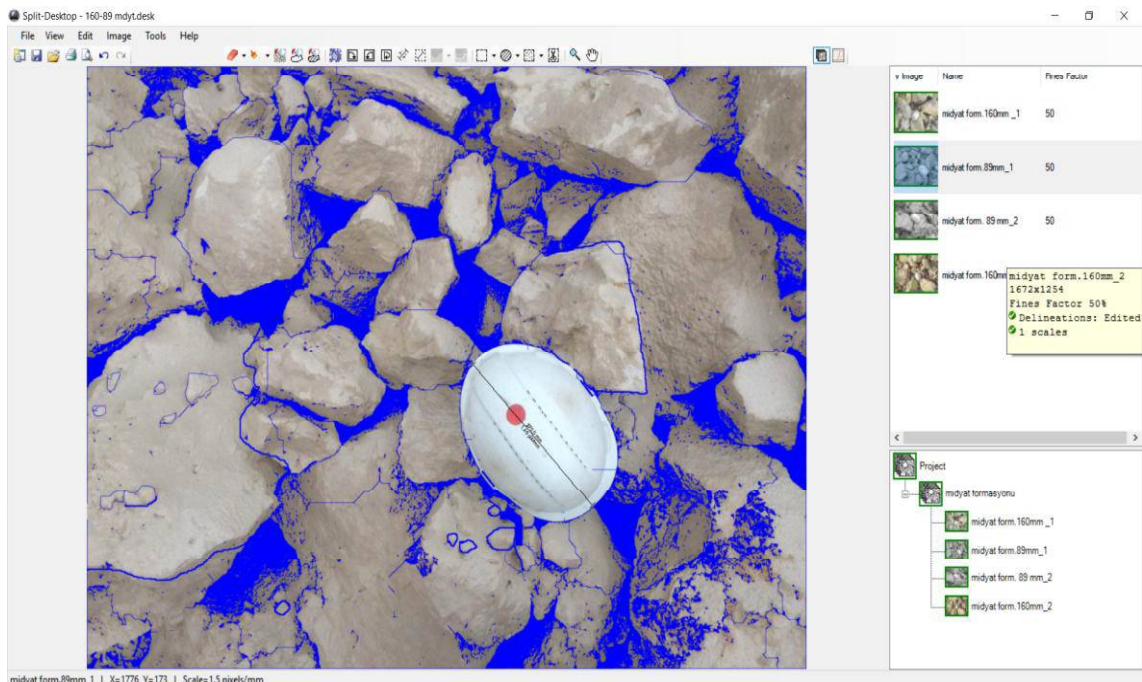 Split-Desktop - 160-89 mdyt.desk
File View Edit Image Tools Help
v Image Name Fines Factor
midyat form.160mm _1 50
midyat form.89mm_1 50
midyat form. 89 mm_2 50
midyat form.160mm
midyat form.160mm_2
1672x1254
Fines Factor 50%
Delineations: Edited
1 scales
Project
midyat formasyonu
midyat form.160mm _1
midyat form.89mm_1
midyat form. 89 mm_2
midyat form.160mm_2
midyat form.89mm_1 | X=1776, Y=173 | Scale=1.5 pixels/mm